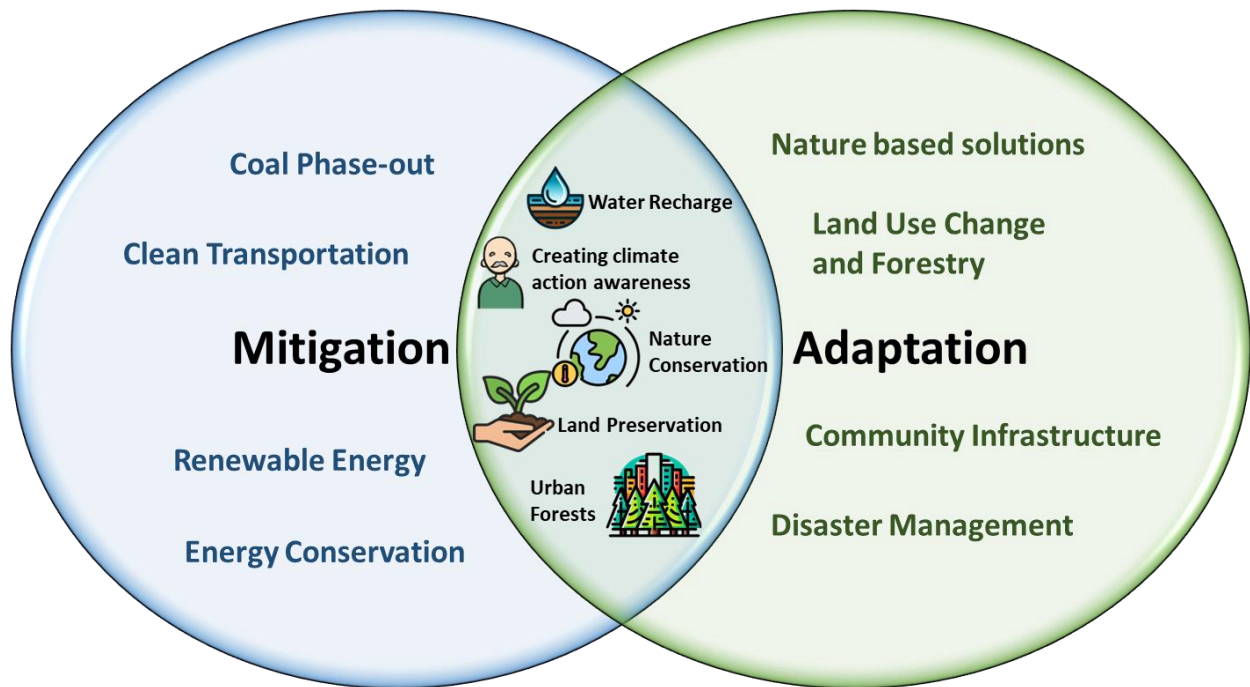 Coal Phase-out
Clean Transportation
Mitigation
Renewable Energy
Energy Conservation
Water Recharge
Creating climate
action awareness
Nature
Conservation
Land Preservation
Urban
Forests
Nature based solutions
Land Use Change
and Forestry
Adaptation
Community Infrastructure
Disaster Management